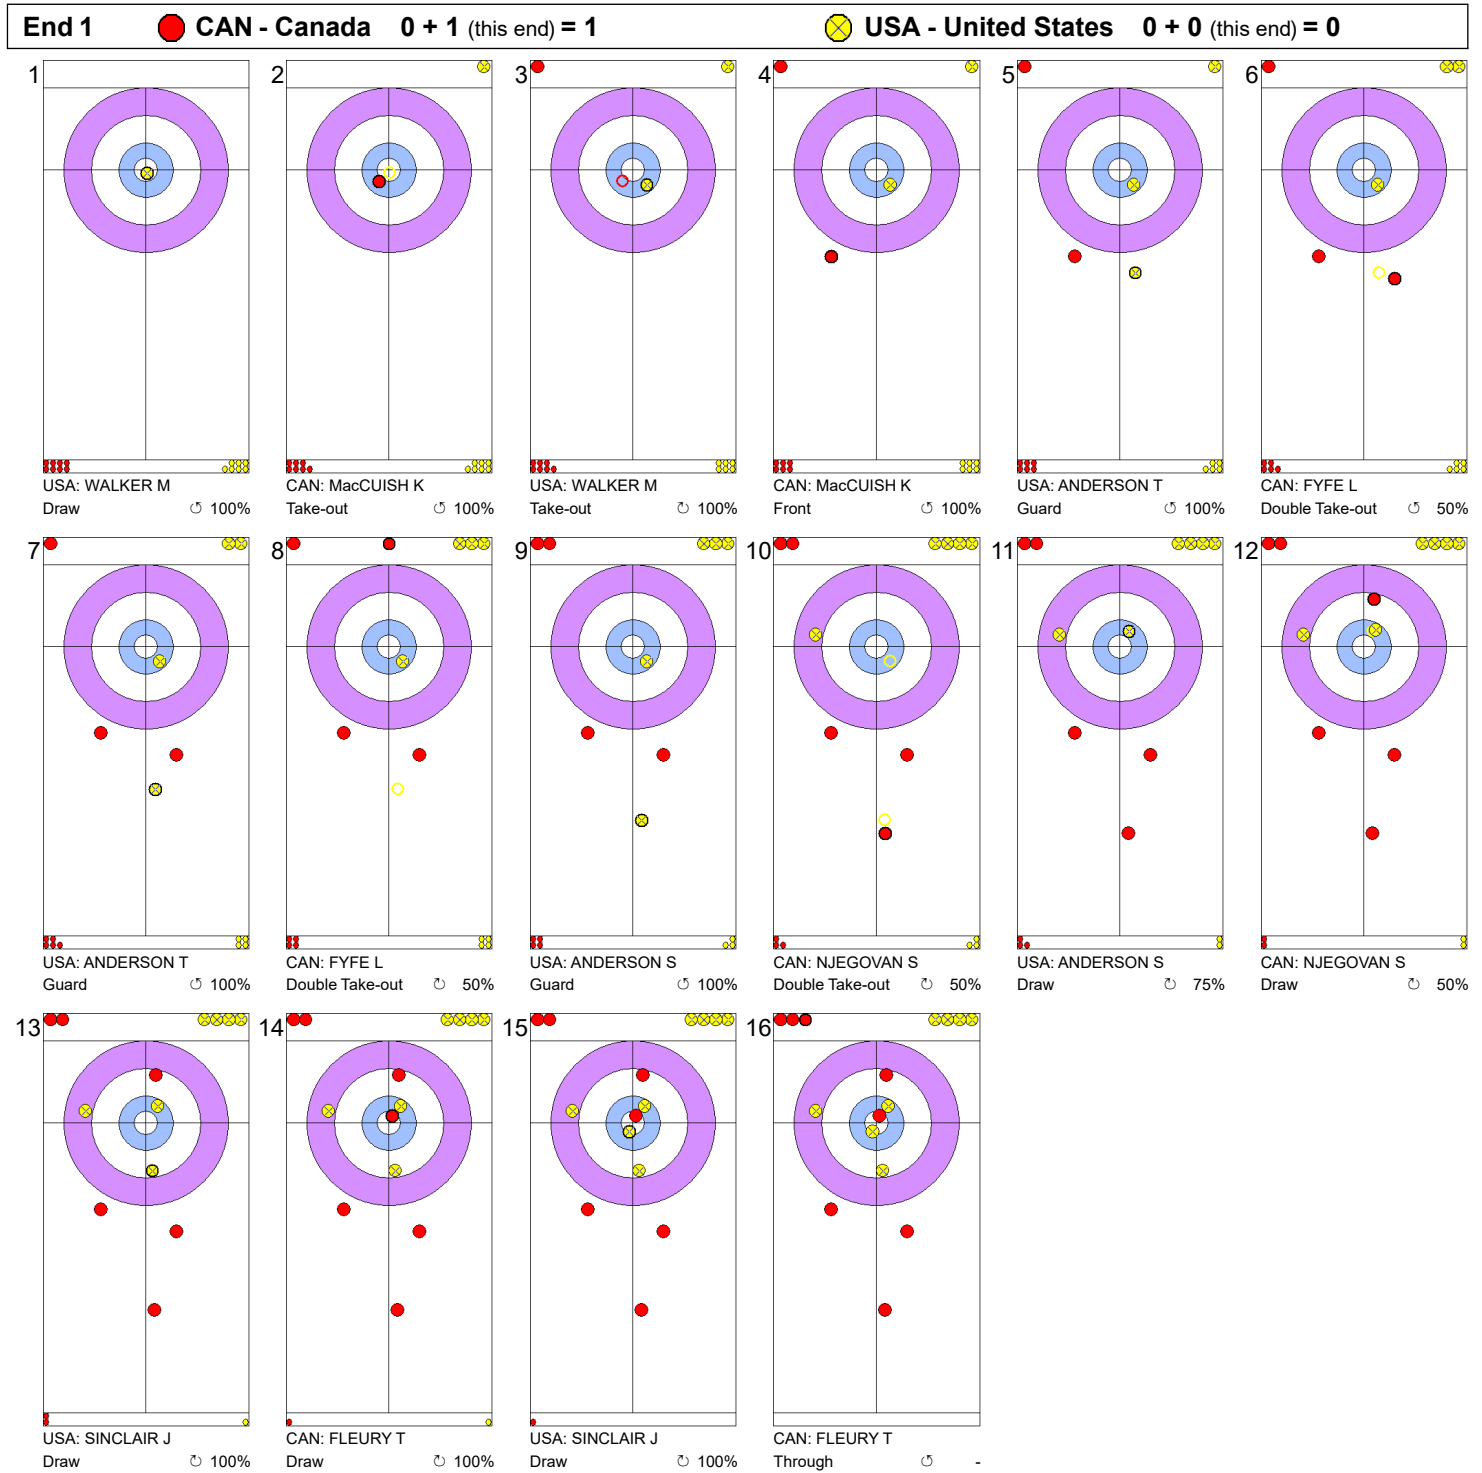 End 1 CAN - Canada 0 + 1 (this end) = 1 USA - United States 0 + 0 (this end) = 0
1 2 3 4 5 6
USA: WALKER M CAN: MacCUISH K USA: WALKER M CAN: MacCUISH K USA: ANDERSON T CAN: FYFE L
Draw ↺ 100% Take-out ↺ 100% Take-out ↻ 100% Front ↺ 100% Guard ↺ 100% Double Take-out ↺ 50%
7 8 9 10 11 12
USA: ANDERSON T CAN: FYFE L USA: ANDERSON S CAN: NJEGOVAN S USA: ANDERSON S CAN: NJEGOVAN S
Guard ↺ 100% Double Take-out ↻ 50% Guard ↺ 100% Double Take-out ↻ 50% Draw ↻ 75% Draw ↻ 50%
13 14 15 16
USA: SINCLAIR J CAN: FLEURY T USA: SINCLAIR J CAN: FLEURY T
Draw ↻ 100% Draw ↻ 100% Draw ↻ 100% Through ↺ -